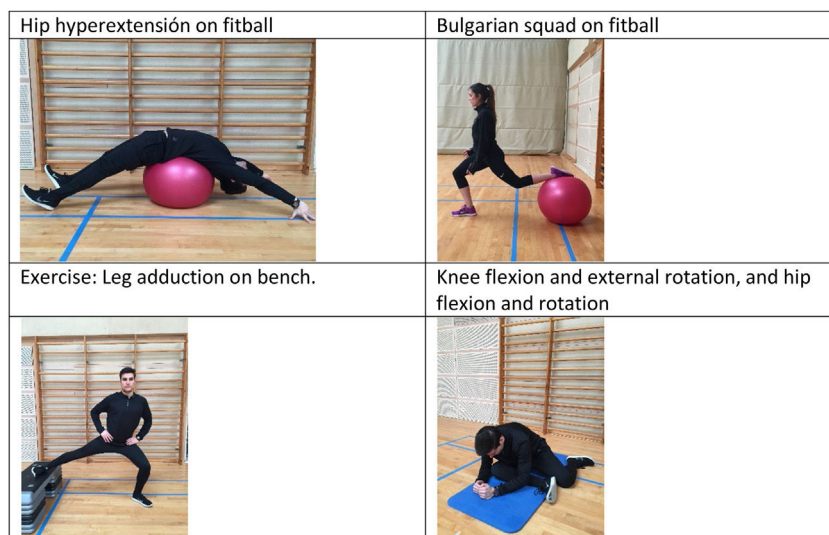 Hip hyperextensión on fitball
Bulgarian squad on fitball
Exercise: Leg adduction on bench.
Knee flexion and external rotation, and hip
flexion and rotation